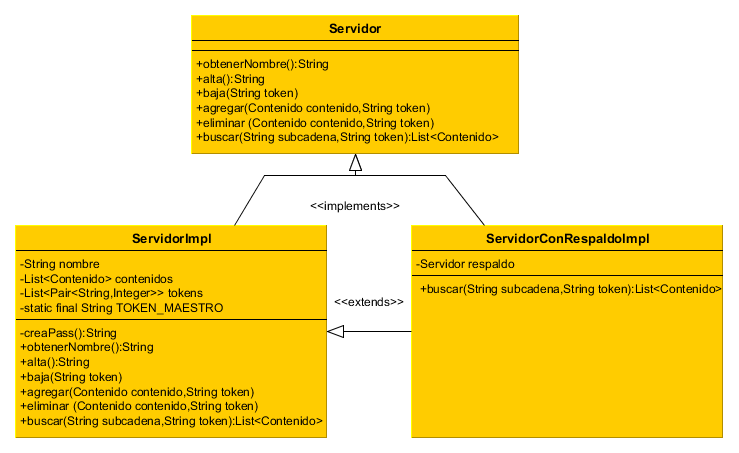 Servidor
+obtenerNombre():String
+alta():String
+baja(String token)
+agregar(Contenido contenido,String token)
+eliminar (Contenido contenido,String token)
+buscar(String subcadena,String token):List<Contenido>
<<implements>>
ServidorImpl
-String nombre
-List<Contenido> contenidos
-List<Pair<String,Integer>> tokens
-static final String TOKEN_MAESTRO
-creaPass():String
+obtenerNombre():String
+alta():String
+baja(String token)
+agregar(Contenido contenido,String token)
+eliminar (Contenido contenido,String token)
+buscar(String subcadena,String token):List<Contenido>
<<extends>>
ServidorConRespaldoImpl
-Servidor respaldo
+buscar(String subcadena,String token):List<Contenido>